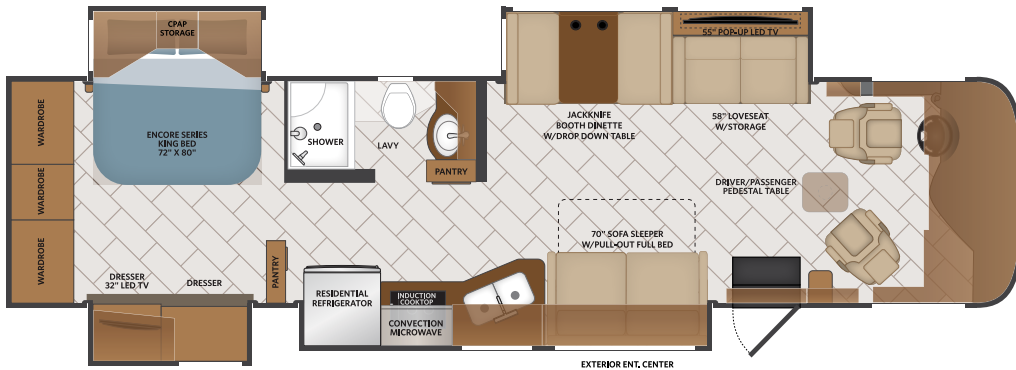 CPAP
STORAGE
55" POP-UP LED TV
WARDROBE
WARDROBE
WARDROBE
ENCORE SERIES
KING BED
72" X 80"
SHOWER
LAVY
PANTRY
JACKKNIFE
BOOTH DINETTE
W/DROP DOWN TABLE
58" LOVESEAT
W/STORAGE
DRIVER/PASSENGER
PEDESTAL TABLE
70" SOFA SLEEPER
W/PULL-OUT FULL BED
DRESSER
32" LED TV
DRESSER
PANTRY
RESIDENTIAL
REFRIGERATOR
INDUCTION
COOKTOP
CONVECTION
MICROWAVE
EXTERIOR ENT. CENTER